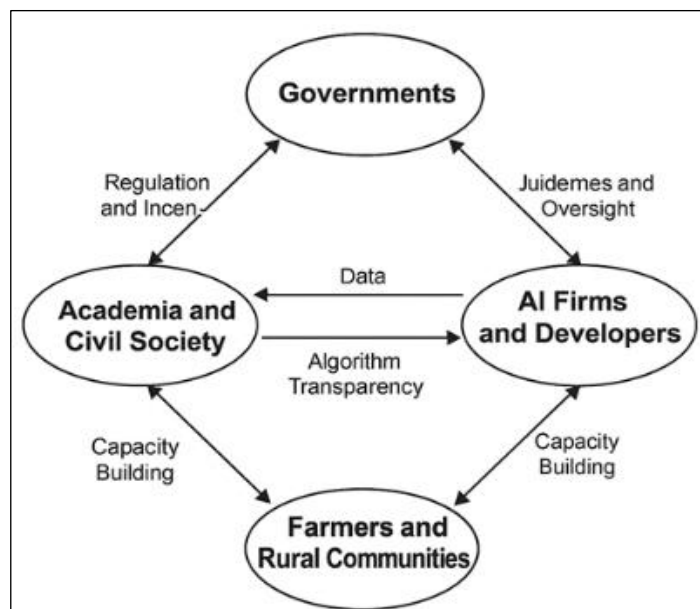 Governments
Regulation
and Incen-
Juidemes and
Oversight
Data
Academia and
Civil Society
AI Firms
and Developers
Algorithm
Transparency
Capacity
Building
Capacity
Building
Farmers and
Rural Communities